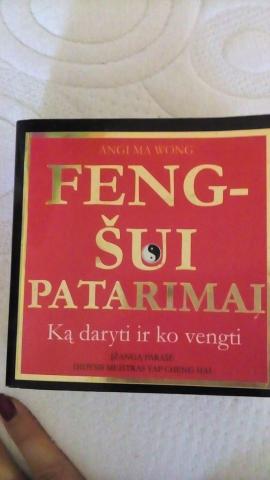 ANGI MA WONG
FENG-
ŠUI
PATARIMAI
Ką daryti ir ko vengti
ĮŽANGĄ PARAŠĖ
DIDYSIS MEISTRAS YAP CHENG HAI